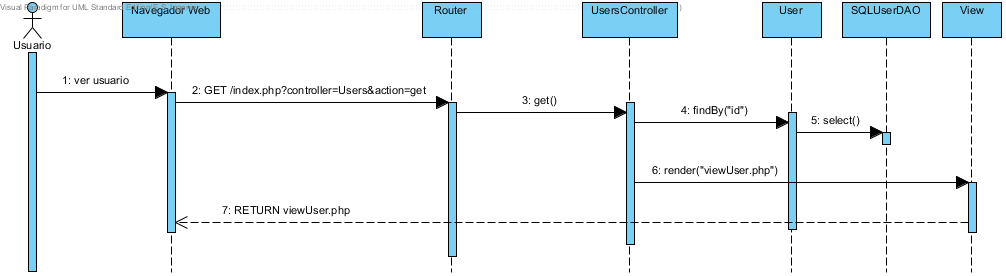 Visual Paradigm for UML Standard
Navegador Web
Router
UsersController
User
SQLUserDAO
View
Usuario
1: ver usuario
2: GET /index.php?controller=Users&action=get
3: get()
4: findBy("id")
5: select()
6: render("viewUser.php")
7: RETURN viewUser.php